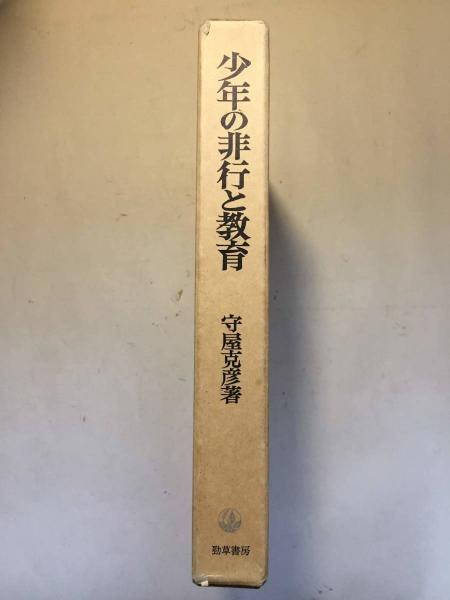 少年の非行と教育
守屋克彦著
勁草書房